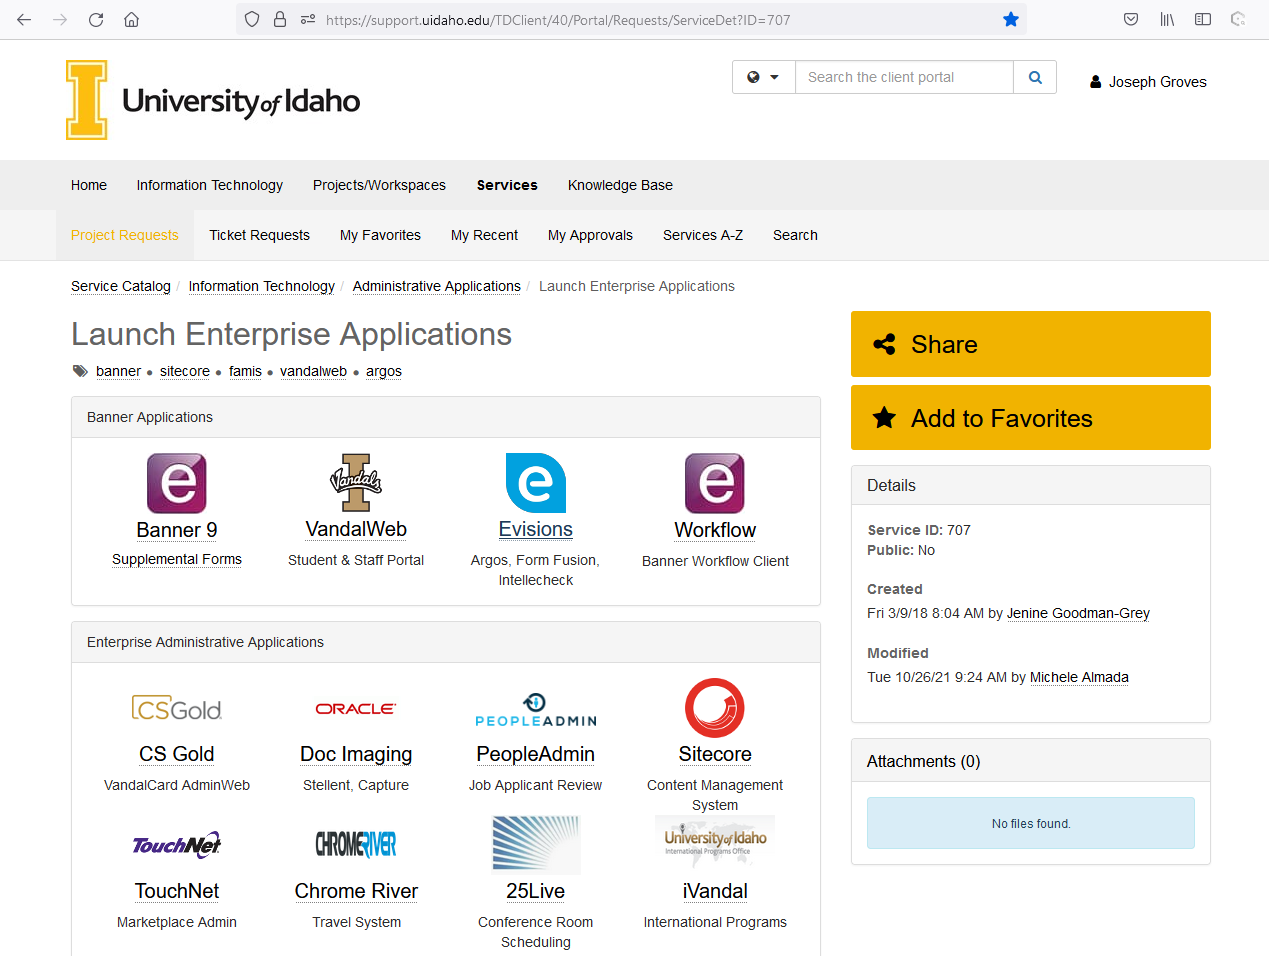 https://support.uidaho.edu/TDClient/40/Portal/Requests/ServiceDet?ID=707
University of Idaho
Search the client portal
Joseph Groves
Home Information Technology Projects/Workspaces Services Knowledge Base
Project Requests Ticket Requests My Favorites My Recent My Approvals Services A-Z Search
Service Catalog / Information Technology / Administrative Applications / Launch Enterprise Applications
Launch Enterprise Applications
banner • sitecore • famis • vandalweb • argos
Banner Applications
e
Banner 9
Supplemental Forms
Vandals
VandalWeb
Student & Staff Portal
e
Evisions
Argos, Form Fusion,
Intellecheck
e
Workflow
Banner Workflow Client
Enterprise Administrative Applications
CSGold
CS Gold
VandalCard AdminWeb
ORACLE
Doc Imaging
Stellent, Capture
PEOPLEADMIN
PeopleAdmin
Job Applicant Review
Sitecore
Content Management
System
TouchNet
TouchNet
Marketplace Admin
CHROMERIVER
Chrome River
Travel System
25Live
Conference Room
Scheduling
University of Idaho
International Programs Office
iVandal
International Programs
Share
Add to Favorites
Details
Service ID: 707
Public: No
Created
Fri 3/9/18 8:04 AM by Jenine Goodman-Grey
Modified
Tue 10/26/21 9:24 AM by Michele Almada
Attachments (0)
No files found.